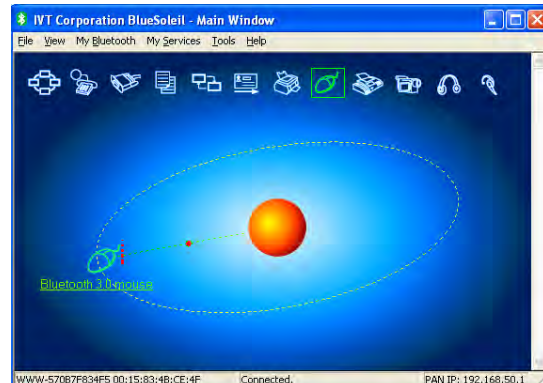 IVT Corporation BlueSoleil - Main Window
File View My Bluetooth My Services Tools Help
Bluetooth 3.0 mouse
WWW-570B7F834F5 00:15:83:4B:CE:4F Connected. PAN IP: 192.168.50.1